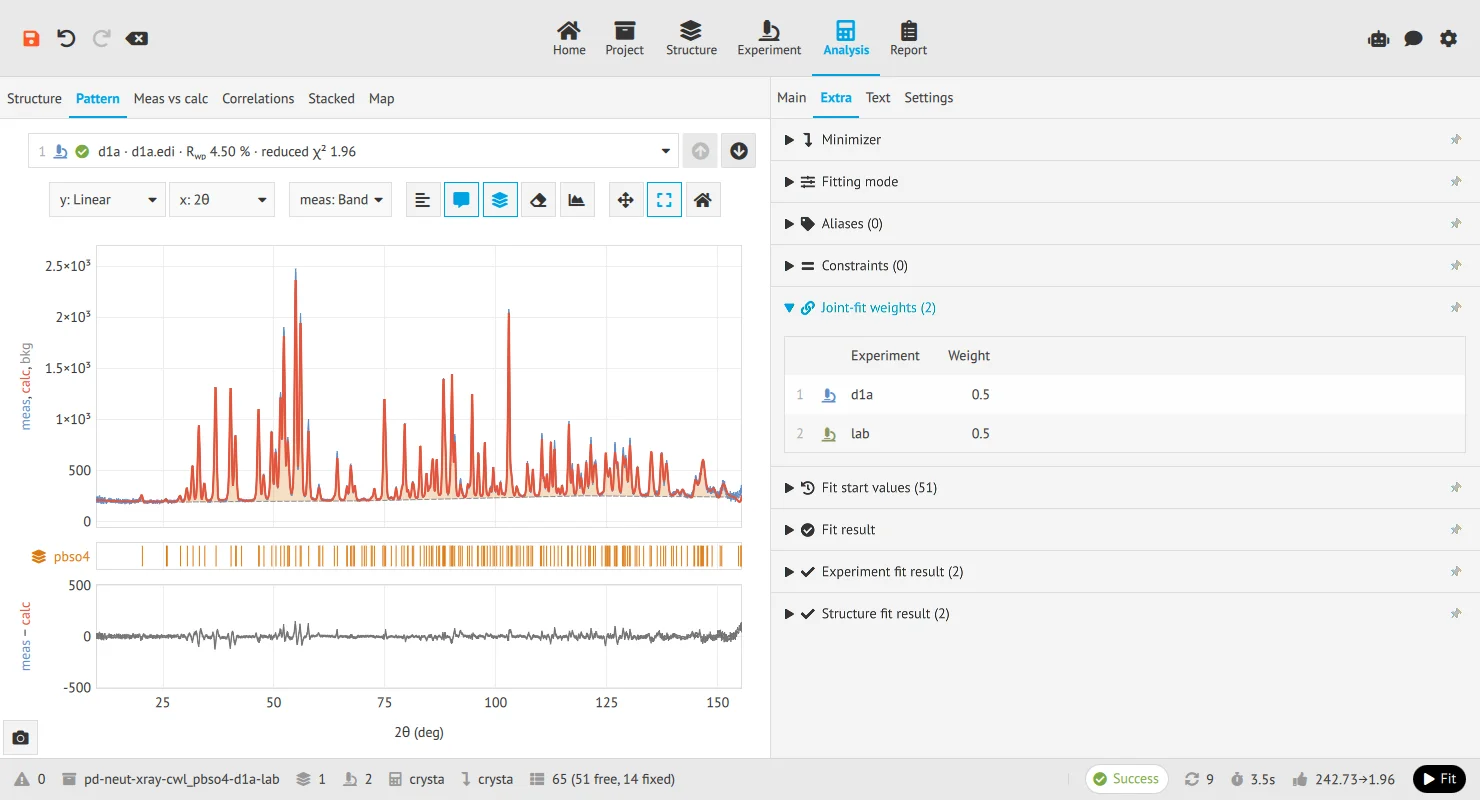 Home Project Structure Experiment Analysis Report
Structure Pattern Meas vs calc Correlations Stacked Map
Main Extra Text Settings
1 d1a · d1a.edi · Rwp 4.50 % · reduced χ² 1.96
y: Linear x: 2θ meas: Band
2.5×10³
2×10³
1.5×10³
1×10³
500
0
meas, calc, bkg
pbso4
500
0
-500
meas − calc
25 50 75 100 125 150
2θ (deg)
Minimizer
Fitting mode
Aliases (0)
Constraints (0)
Joint-fit weights (2)
Experiment Weight
1 d1a 0.5
2 lab 0.5
Fit start values (51)
Fit result
Experiment fit result (2)
Structure fit result (2)
0 pd-neut-xray-cwl_pbso4-d1a-lab 1 2 crysta crysta 65 (51 free, 14 fixed)
Success 9 3.5s 242.73→1.96 Fit